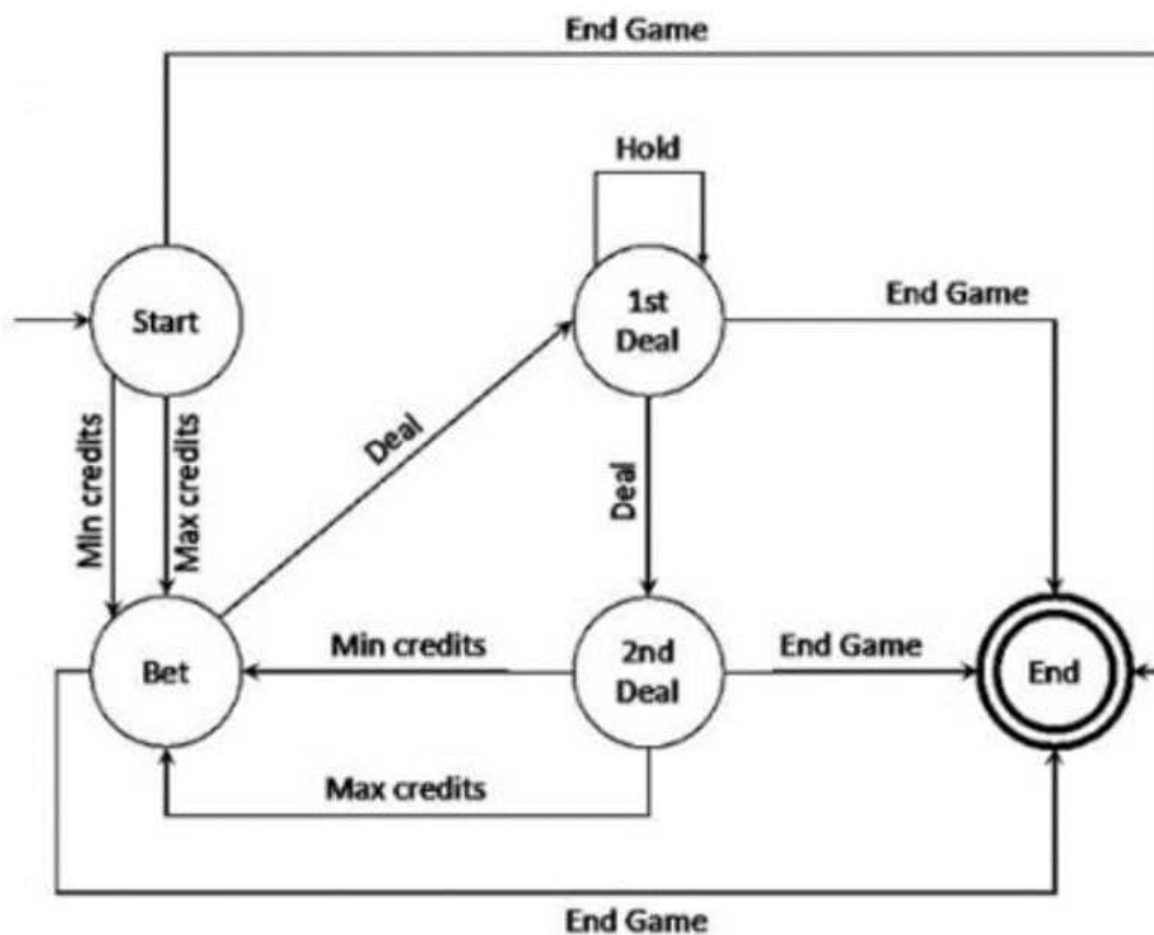 End Game
Hold
Start
1st
Deal
End Game
Min credits
Max credits
Deal
Deal
Bet
Min credits
2nd
Deal
End Game
End
Max credits
End Game